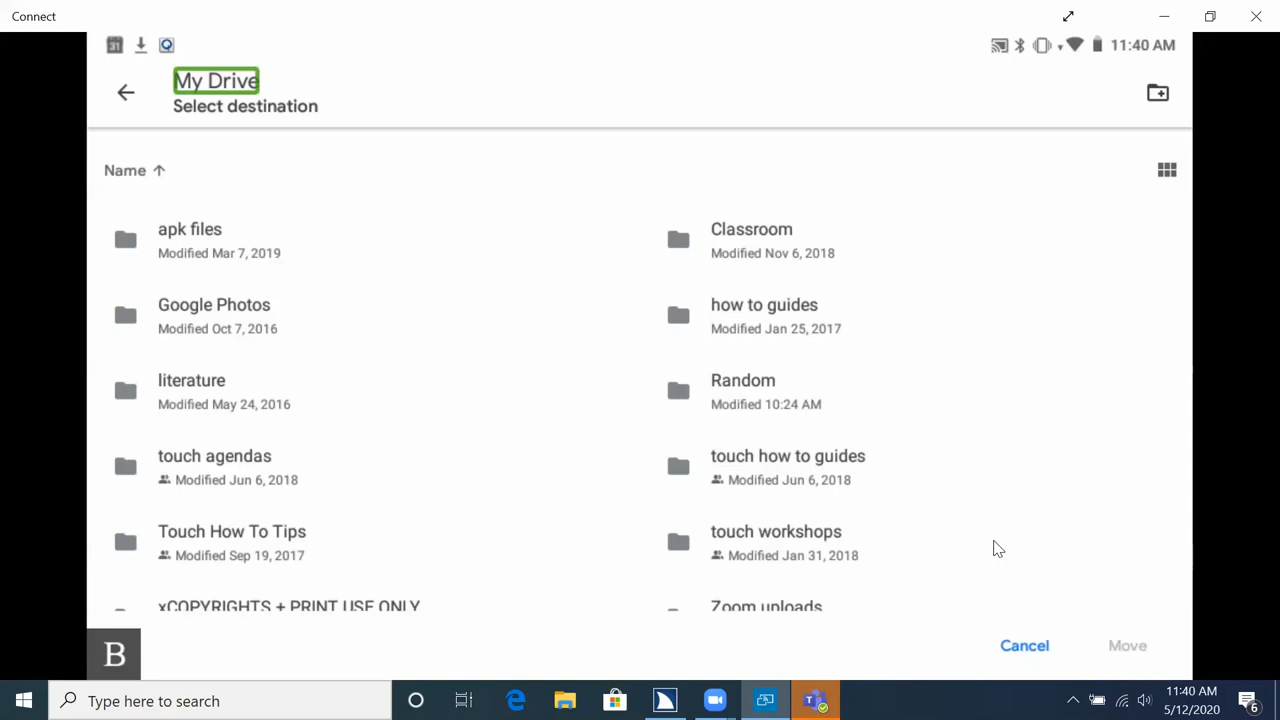 Connect
31
11:40 AM
My Drive
Select destination
Name
apk files
Modified Mar 7, 2019
Classroom
Modified Nov 6, 2018
Google Photos
Modified Oct 7, 2016
how to guides
Modified Jan 25, 2017
literature
Modified May 24, 2016
Random
Modified 10:24 AM
touch agendas
Modified Jun 6, 2018
touch how to guides
Modified Jun 6, 2018
Touch How To Tips
Modified Sep 19, 2017
touch workshops
Modified Jan 31, 2018
xCOPYRIGHTS + PRINT USE ONLY
Zoom uploads
Cancel
Move
B
Type here to search
11:40 AM
5/12/2020
6